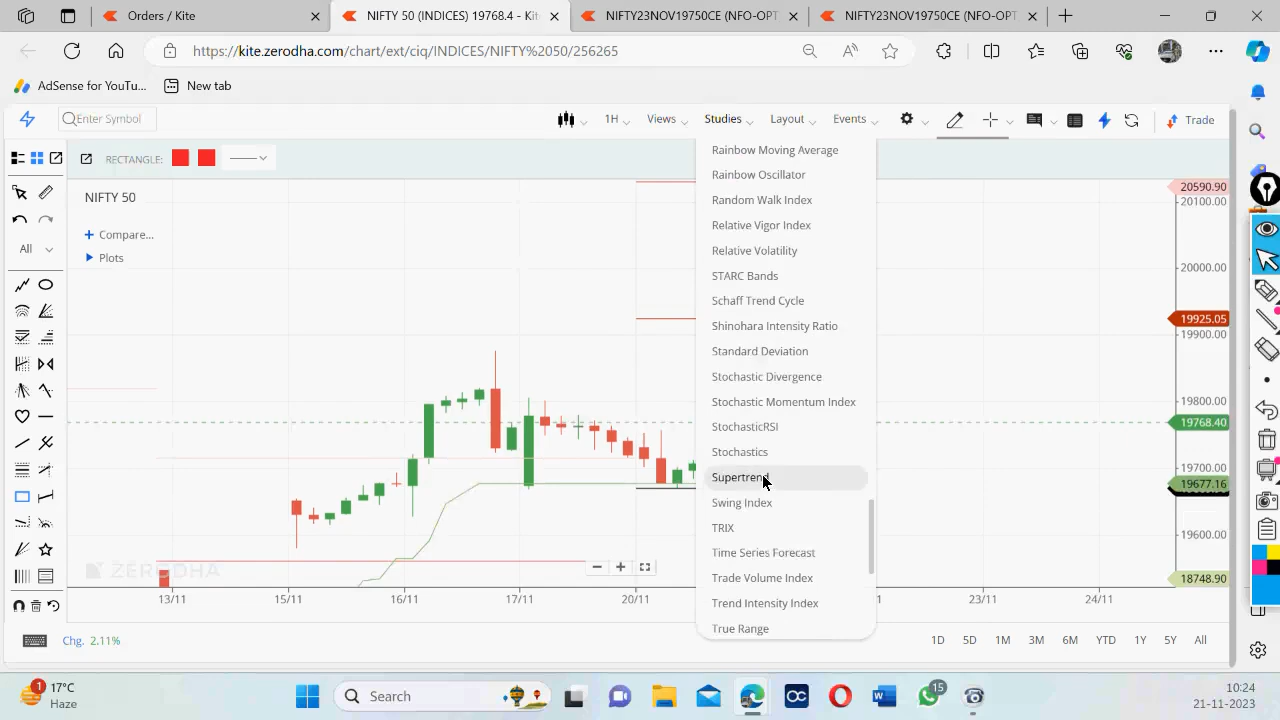 Orders / Kite
NIFTY 50 (INDICES) 19768.4 - Kite
NIFTY23NOV19750CE (NFO-OPT
NIFTY23NOV19750CE (NFO-OPT
https://kite.zerodha.com/chart/ext/ciq/INDICES/NIFTY%2050/256265
AdSense for YouTu...
New tab
Enter Symbol
1H
Views
Studies
Layout
Events
Trade
RECTANGLE:
NIFTY 50
Compare...
Plots
All
Rainbow Moving Average
Rainbow Oscillator
Random Walk Index
Relative Vigor Index
Relative Volatility
STARC Bands
Schaff Trend Cycle
Shinohara Intensity Ratio
Standard Deviation
Stochastic Divergence
Stochastic Momentum Index
StochasticRSI
Stochastics
Supertrend
Swing Index
TRIX
Time Series Forecast
Trade Volume Index
Trend Intensity Index
True Range
20590.90
20100.00
20000.00
19925.05
19900.00
19800.00
19768.40
19700.00
19677.16
19600.00
18748.90
ZERODHA
13/11
15/11
16/11
17/11
20/11
1
23/11
24/11
Chg. 2.11%
1D
5D
1M
3M
6M
YTD
1Y
5Y
All
1
17°C
Haze
Search
OC
15
10:24
21-11-2023